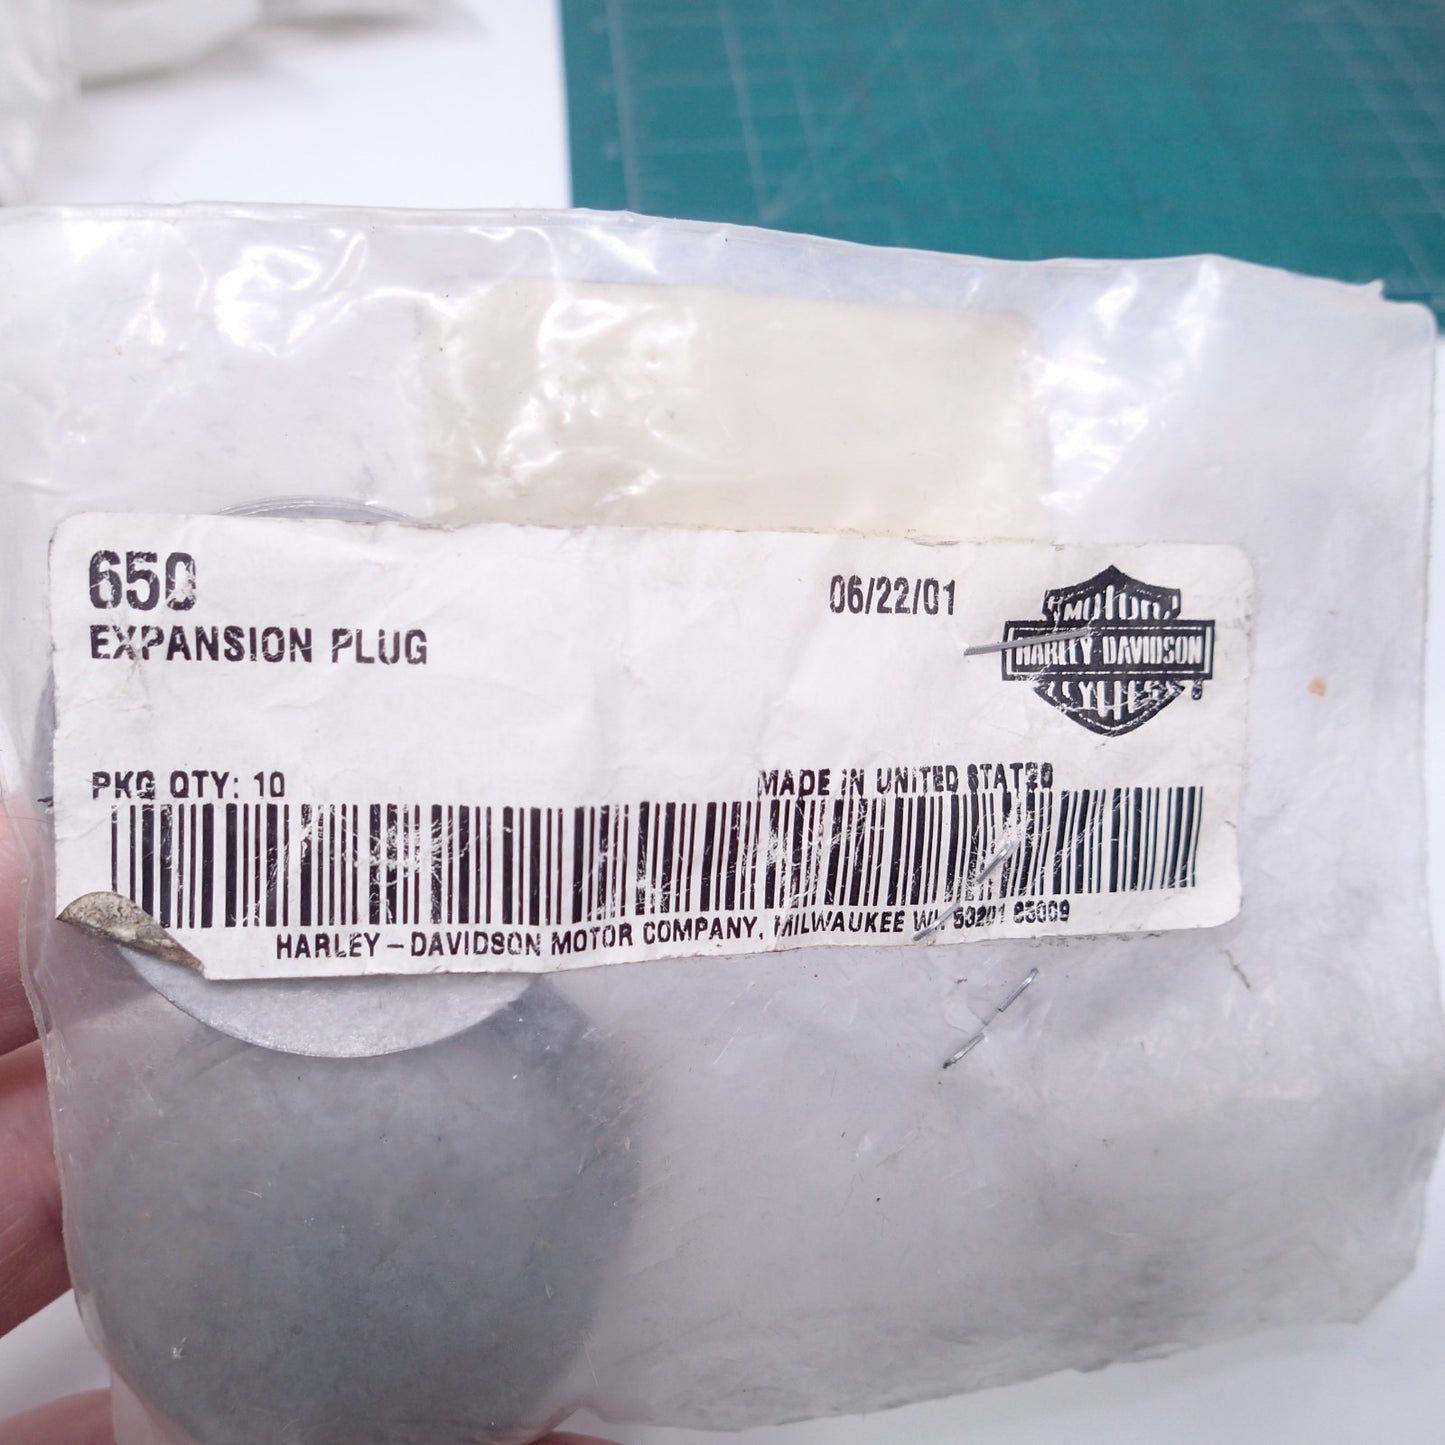 650
06/22/01
EXPANSION PLUG
MOTOR
HARLEY-DAVIDSON
CYCLES
PKG QTY: 10
MADE IN UNITED STATES
HARLEY-DAVIDSON MOTOR COMPANY, MILWAUKEE WI. 53201